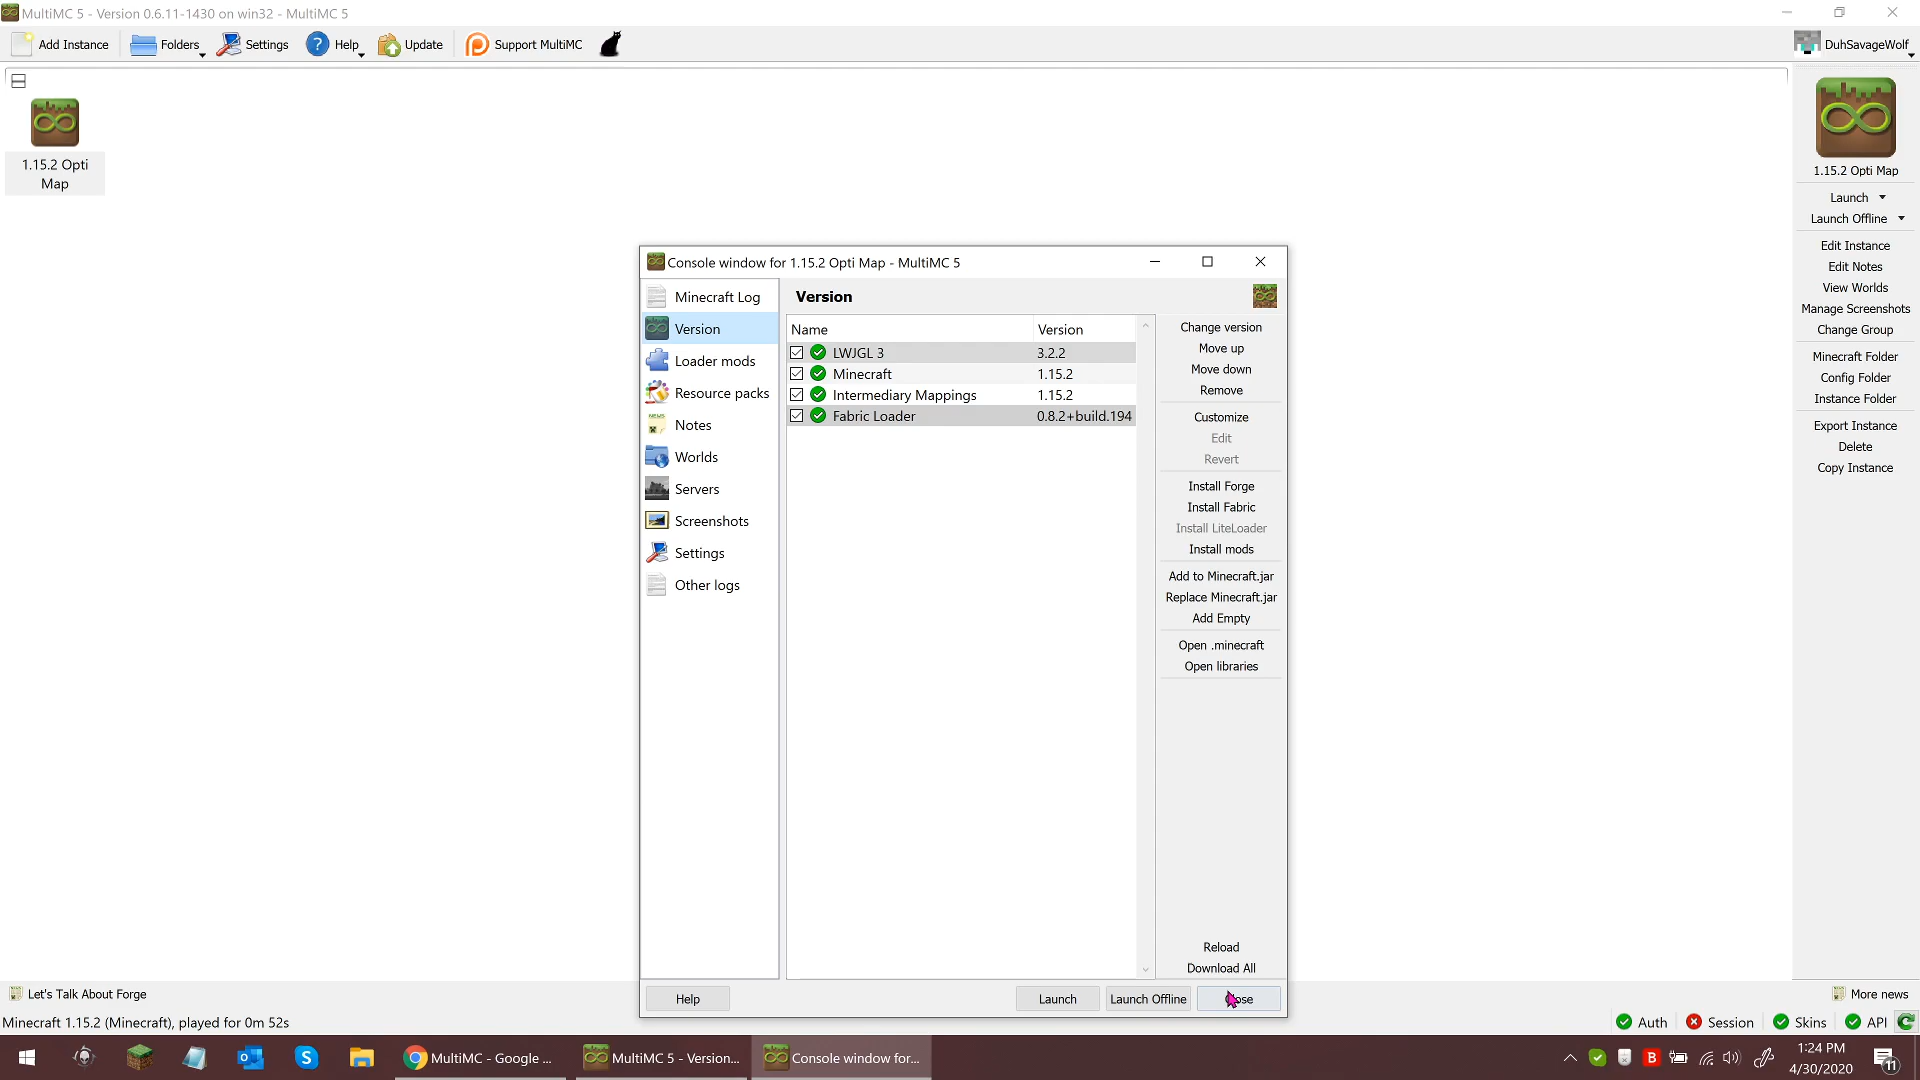 MultiMC 5 - Version 0.6.11-1430 on win32 - MultiMC 5
Add Instance
Folders
Settings
Help
Update
Support MultiMC
DuhSavageWolf
1.15.2 Opti
Map
1.15.2 Opti Map
Launch
Launch Offline
Edit Instance
Edit Notes
View Worlds
Manage Screenshots
Change Group
Minecraft Folder
Config Folder
Instance Folder
Export Instance
Delete
Copy Instance
Console window for 1.15.2 Opti Map - MultiMC 5
Minecraft Log
Version
Loader mods
Resource packs
Notes
Worlds
Servers
Screenshots
Settings
Other logs
Version
Name Version
LWJGL 3 3.2.2
Minecraft 1.15.2
Intermediary Mappings 1.15.2
Fabric Loader 0.8.2+build.194
Change version
Move up
Move down
Remove
Customize
Edit
Revert
Install Forge
Install Fabric
Install LiteLoader
Install mods
Add to Minecraft.jar
Replace Minecraft.jar
Add Empty
Open .minecraft
Open libraries
Reload
Download All
Help
Launch
Launch Offline
Close
Let's Talk About Forge
More news
Minecraft 1.15.2 (Minecraft), played for 0m 52s
Auth
Session
Skins
API
MultiMC - Google ...
MultiMC 5 - Version...
Console window for...
1:24 PM
4/30/2020
11